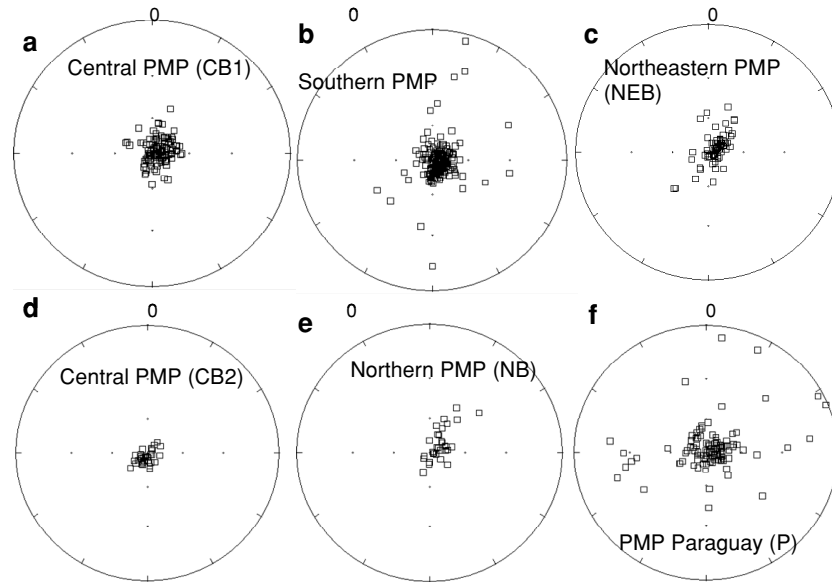 a
0
Central PMP (CB1)
b
0
Southern PMP
c
0
Northeastern PMP
(NEB)
d
0
Central PMP (CB2)
e
0
Northern PMP (NB)
f
0
PMP Paraguay (P)